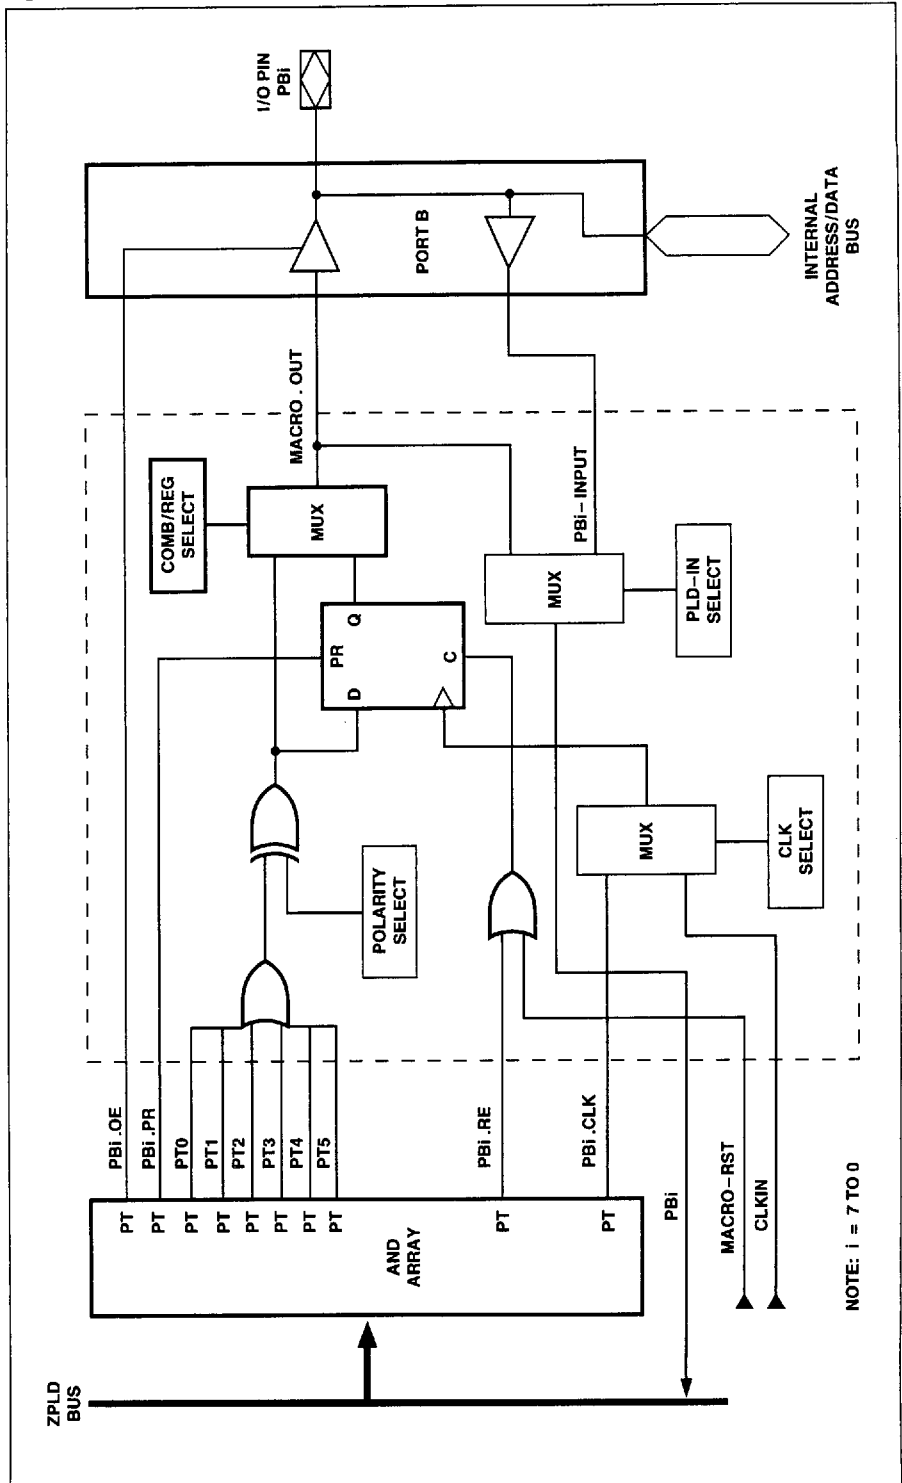 ZPLD
BUS
AND
ARRAY
PT
PT
PT
PT
PT
PT
PT
PT
PT
PT
PBi .OE
PBi .PR
PT0
PT1
PT2
PT3
PT4
PT5
PBi .RE
PBi .CLK
PBi
MACRO–RST
CLKIN
POLARITY
SELECT
COMB/REG
SELECT
MUX
D
PR
Q
C
MUX
CLK
SELECT
MUX
PLD–IN
SELECT
MACRO . OUT
PBi–INPUT
PORT B
I/O PIN
PBi
INTERNAL
ADDRESS/DATA
BUS
NOTE: i = 7 TO 0